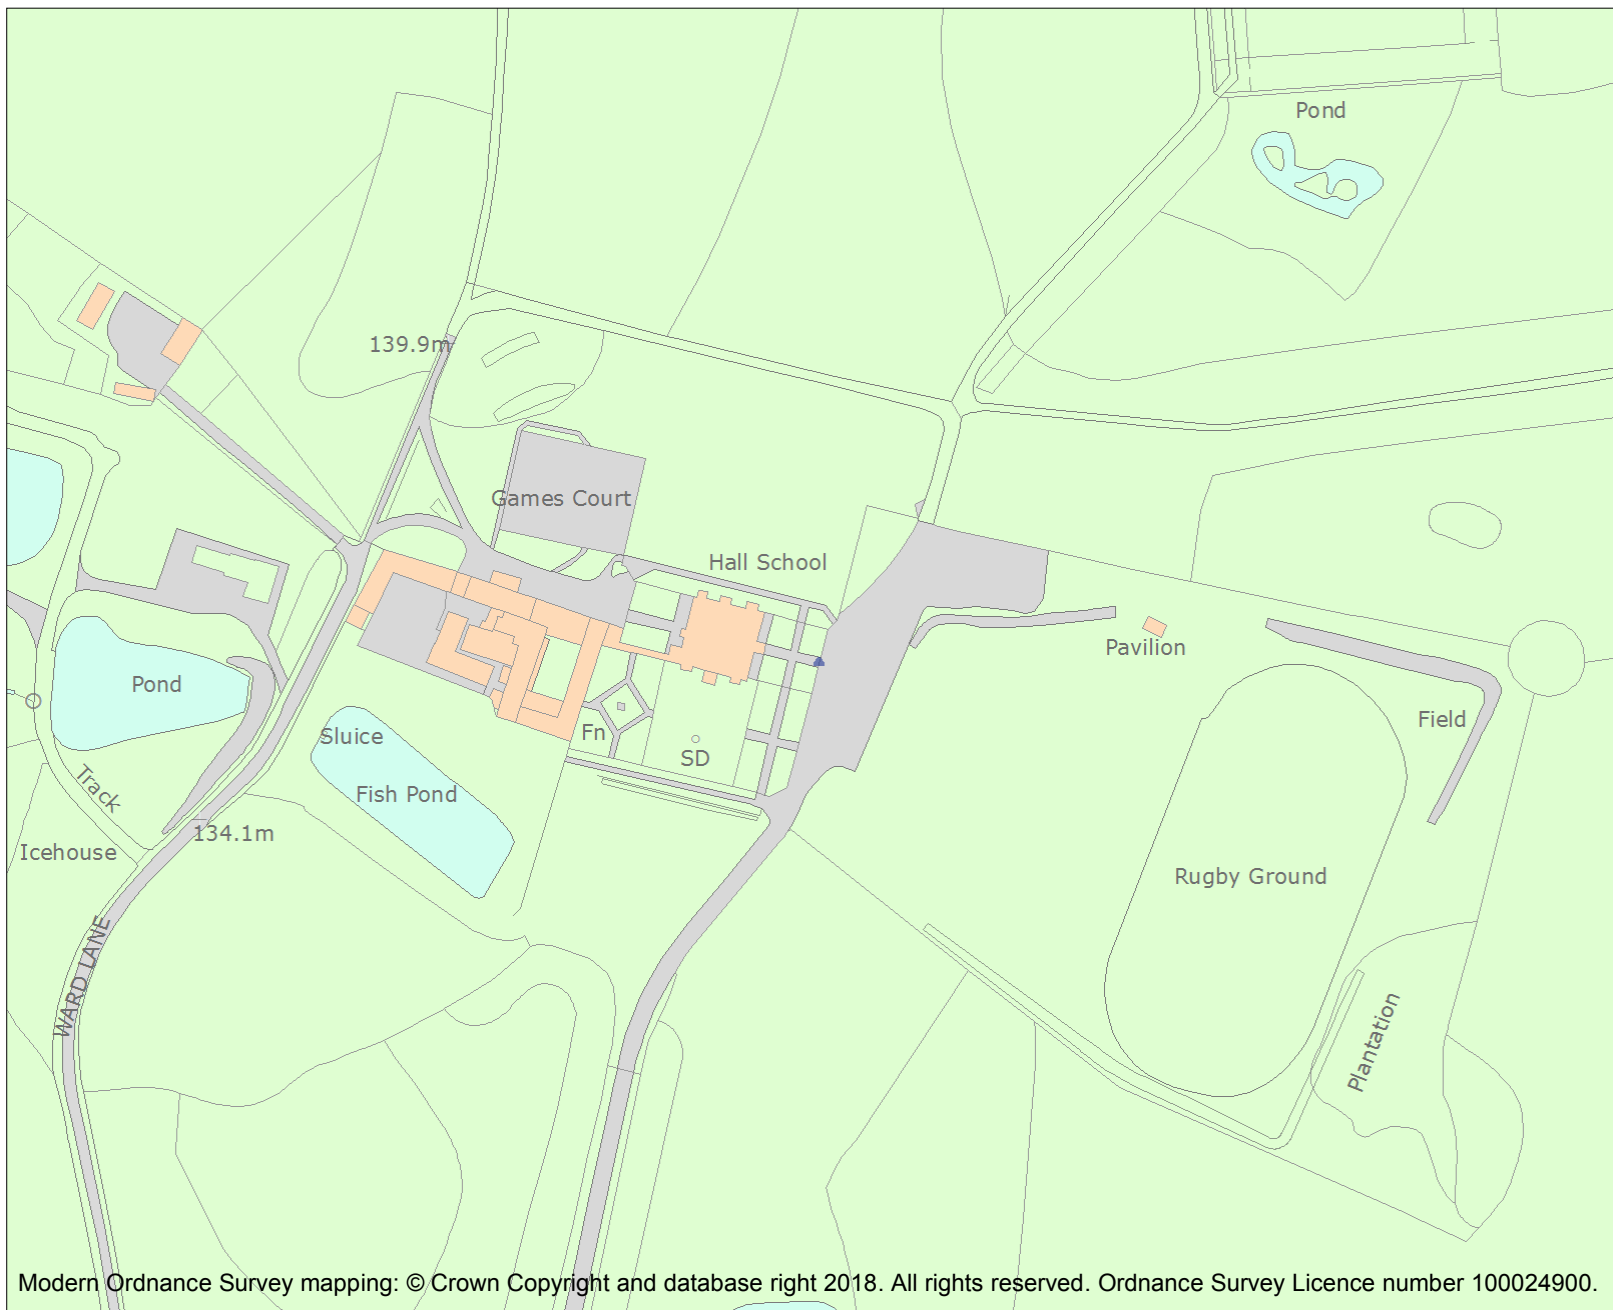 Pond
139.9m
Games Court
Hall School
Pavilion
Pond
Field
Sluice
Fn
SD
Track
Fish Pond
134.1m
Icehouse
Rugby Ground
WARD LANE
Plantation
Modern Ordnance Survey mapping: © Crown Copyright and database right 2018. All rights reserved. Ordnance Survey Licence number 100024900.